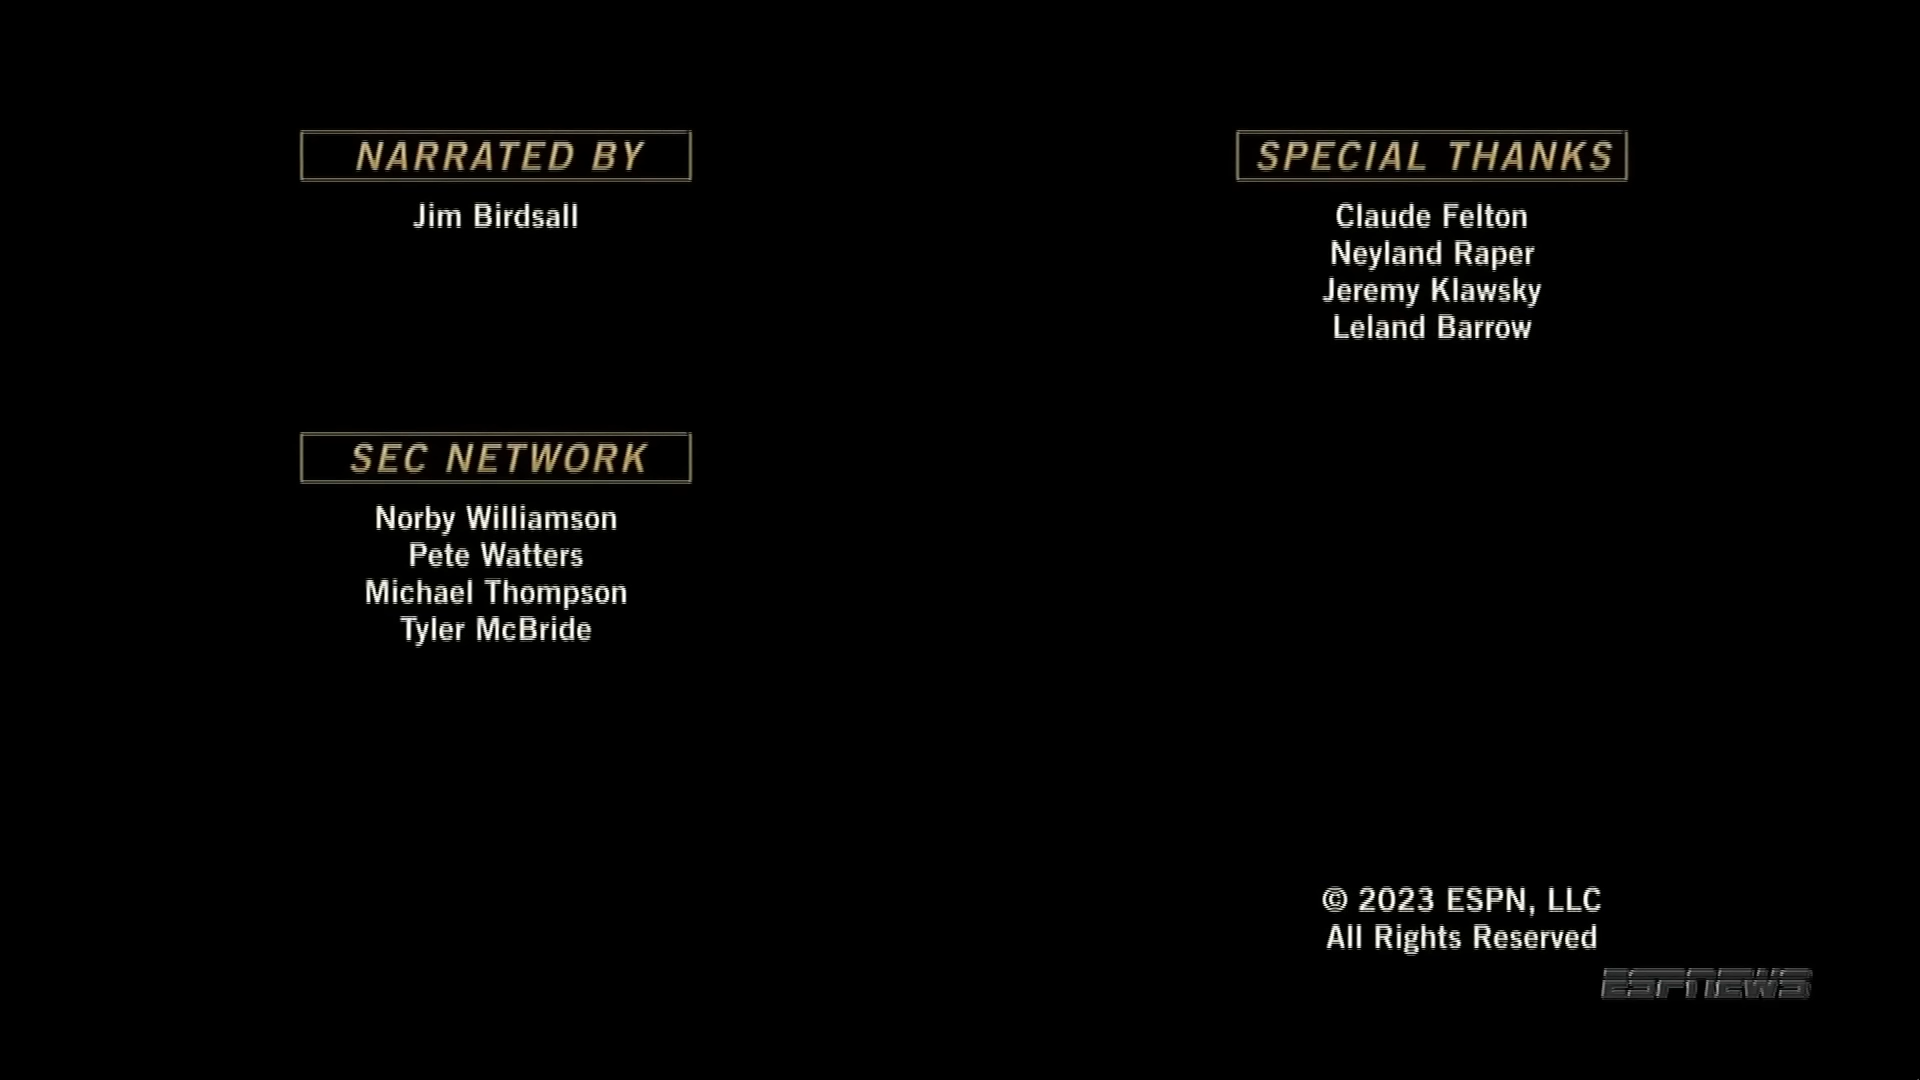 NARRATED BY
Jim Birdsall
SEC NETWORK
Norby Williamson
Pete Watters
Michael Thompson
Tyler McBride
SPECIAL THANKS
Claude Felton
Neyland Raper
Jeremy Klawsky
Leland Barrow
© 2023 ESPN, LLC
All Rights Reserved
ESPNEWS